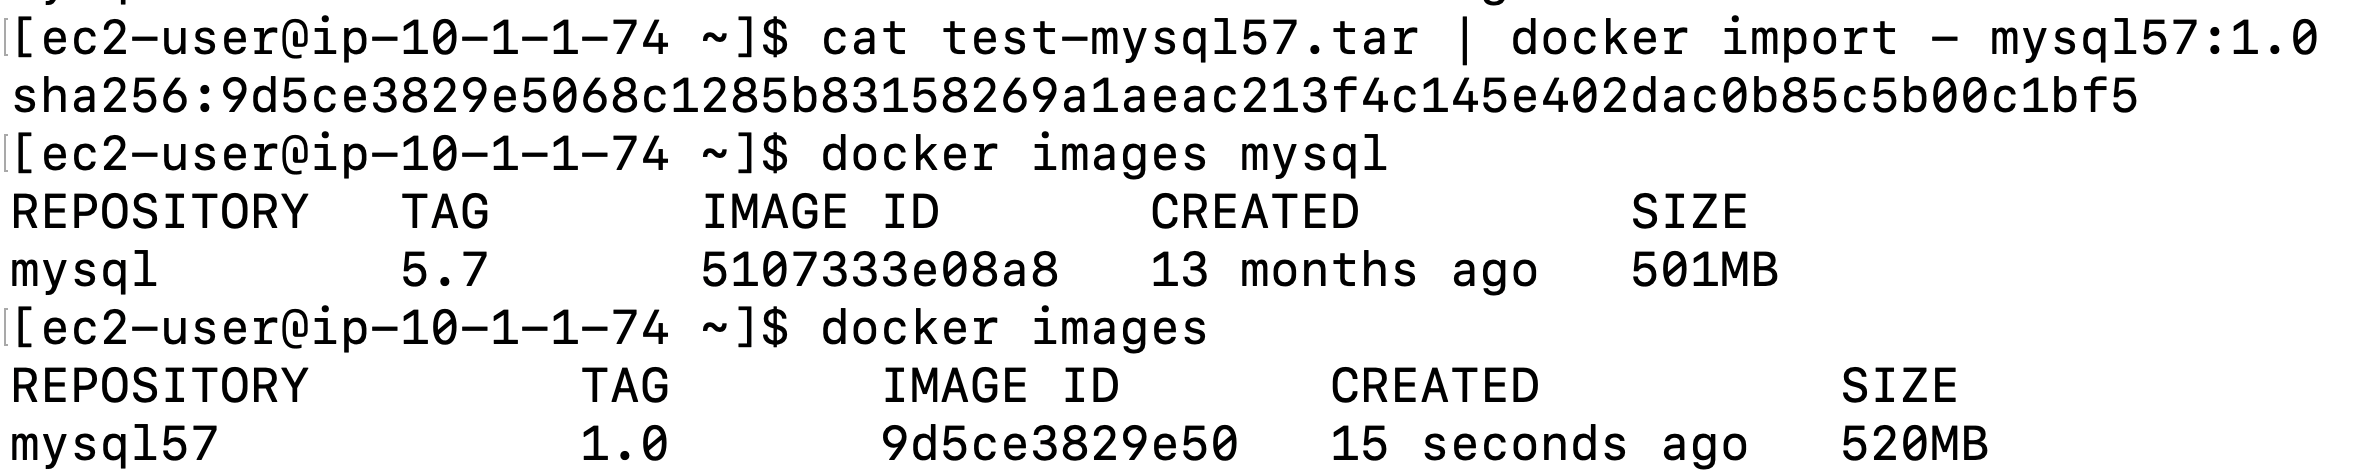 [ec2-user@ip-10-1-1-74 ~]$ cat test-mysql57.tar | docker import - mysql57:1.0
sha256:9d5ce3829e5068c1285b83158269a1aeac213f4c145e402dac0b85c5b00c1bf5
[ec2-user@ip-10-1-1-74 ~]$ docker images mysql
REPOSITORY   TAG       IMAGE ID       CREATED         SIZE
mysql        5.7       5107333e08a8   13 months ago   501MB
[ec2-user@ip-10-1-1-74 ~]$ docker images
REPOSITORY         TAG       IMAGE ID       CREATED          SIZE
mysql57            1.0       9d5ce3829e50   15 seconds ago   520MB